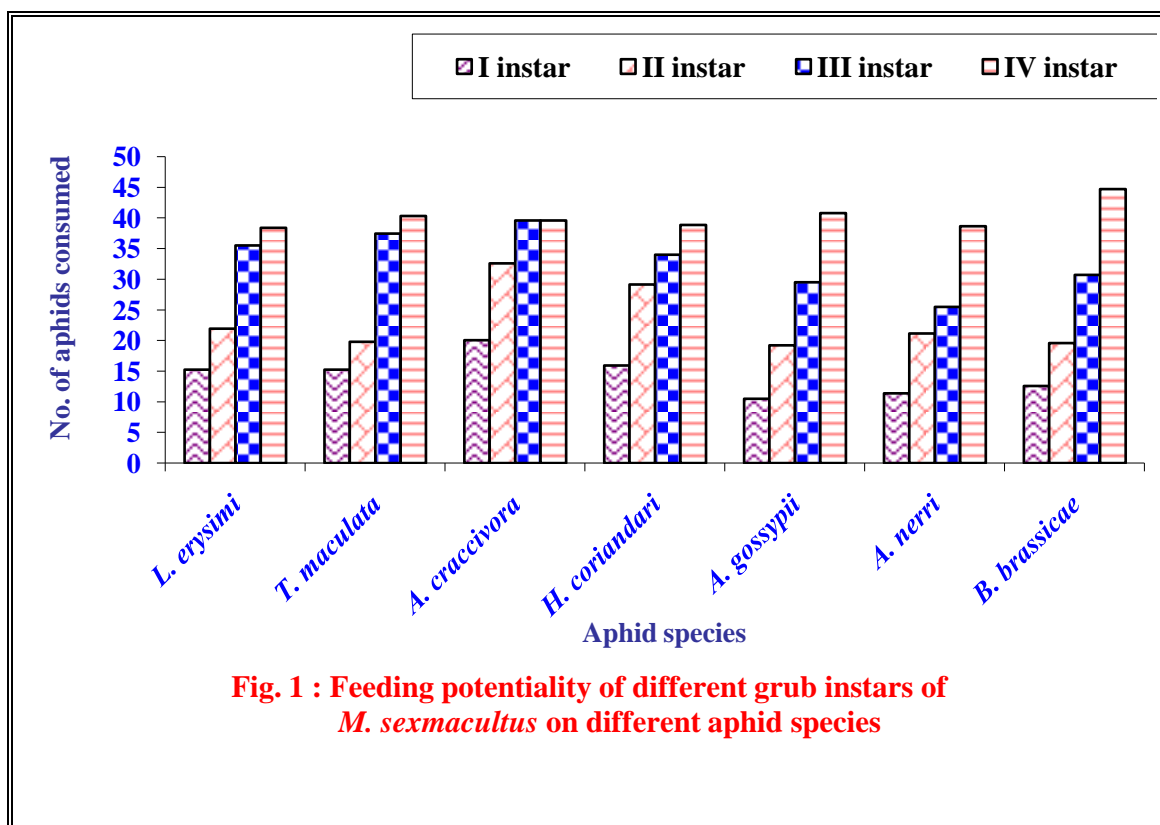 I instar II instar III instar IV instar
No. of aphids consumed
50
45
40
35
30
25
20
15
10
5
0
L. erysimi
T. maculata
A. craccivora
H. coriandari
A. gossypii
A. nerri
B. brassicae
Aphid species
Fig. 1 : Feeding potentiality of different grub instars of
M. sexmacultus on different aphid species